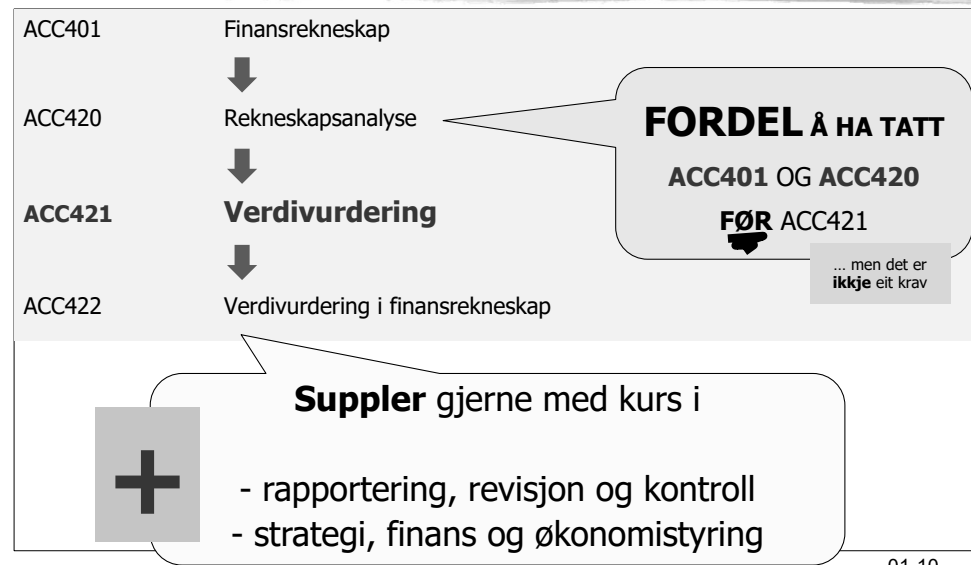 ACC401 Finansrekneskap
ACC420 Rekneskapsanalyse
ACC421 Verdivurdering
ACC422 Verdivurdering i finansrekneskap
FORDEL Å HA TATT
ACC401 OG ACC420
FØR ACC421
... men det er
ikkje eit krav
Suppler gjerne med kurs i
+
- rapportering, revisjon og kontroll
- strategi, finans og økonomistyring